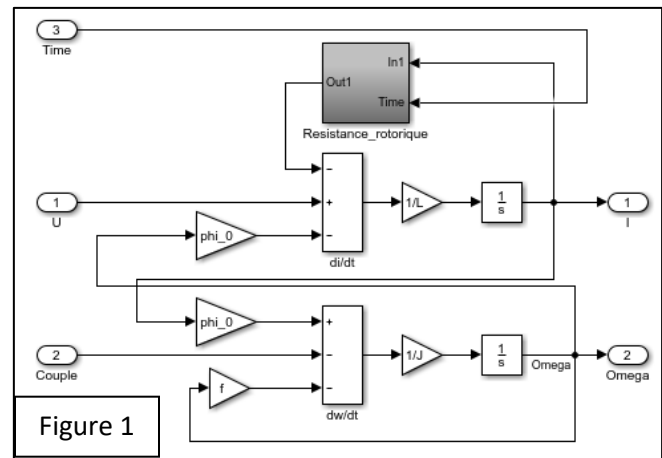 3
Time
In1
Out1
Time
Resistance_rotorique
−
1
U
+
1/L
1
s
1
I
phi_0
−
di/dt
phi_0
+
2
Couple
−
1/J
1
s
Omega
2
Omega
f
−
dw/dt
Figure 1